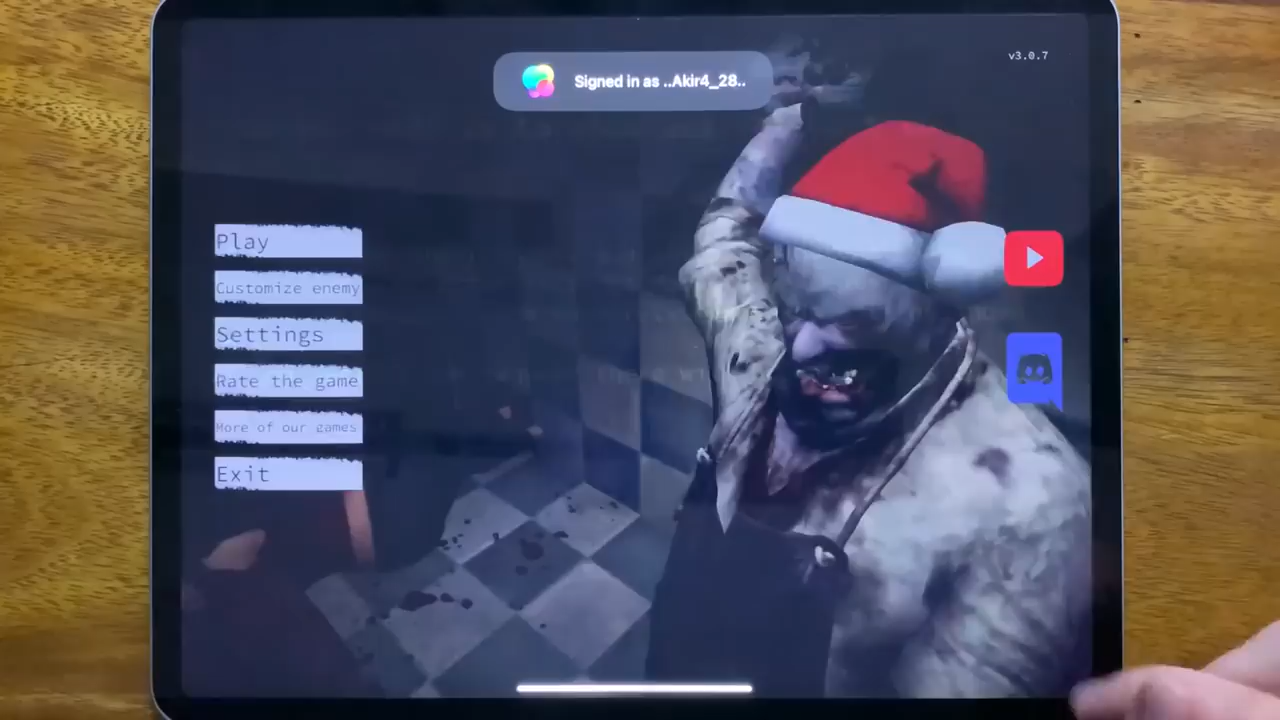 v3.0.7
Signed in as ..Akir4_28..
Play
Customize enemy
Settings
Rate the game
More of our games
Exit